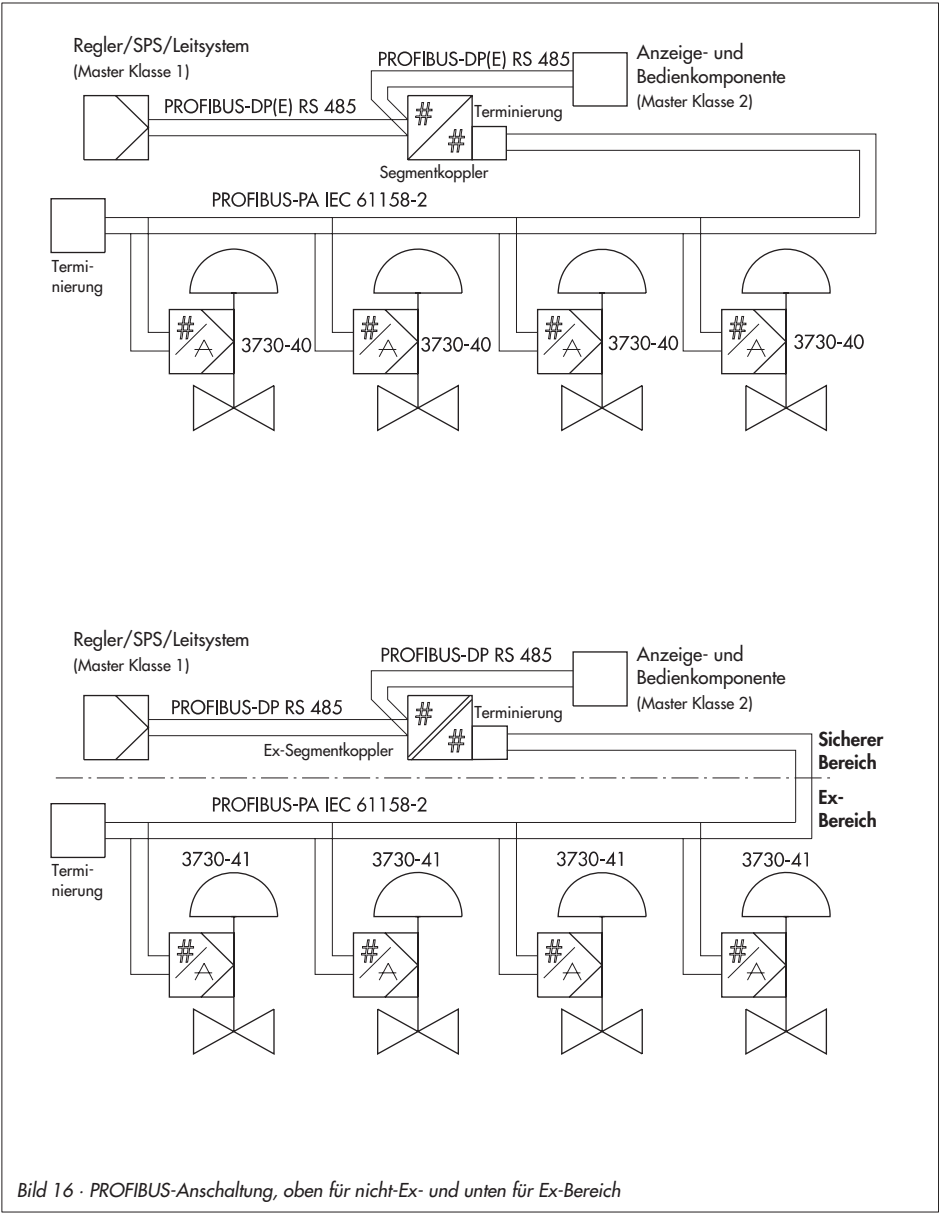 Regler/SPS/Leitsystem
(Master Klasse 1)
PROFIBUS-DP(E) RS 485
PROFIBUS-DP(E) RS 485
Anzeige- und
Bedienkomponente
(Master Klasse 2)
#
#
Terminierung
Segmentkoppler
PROFIBUS-PA IEC 61158-2
Termi-
nierung
#/A
3730-40
#/A
3730-40
#/A
3730-40
#/A
3730-40
Regler/SPS/Leitsystem
(Master Klasse 1)
PROFIBUS-DP RS 485
PROFIBUS-DP RS 485
Anzeige- und
Bedienkomponente
(Master Klasse 2)
#
#
Terminierung
Ex-Segmentkoppler
Sicherer
Bereich
Ex-
Bereich
PROFIBUS-PA IEC 61158-2
Termi-
nierung
3730-41
3730-41
3730-41
3730-41
#/A
#/A
#/A
#/A
Bild 16 · PROFIBUS-Anschaltung, oben für nicht-Ex- und unten für Ex-Bereich